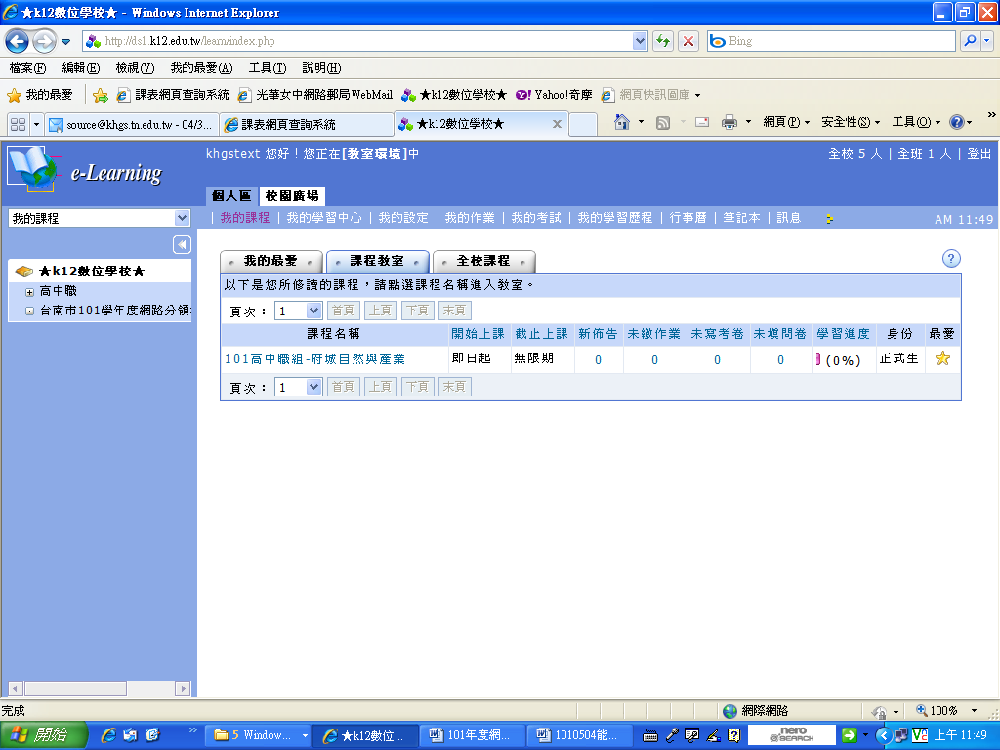 ★k12數位學校★ - Windows Internet Explorer
http://ds1.k12.edu.tw/learn/index.php
Bing
檔案(F) 編輯(E) 檢視(V) 我的最愛(A) 工具(T) 說明(H)
我的最愛 課表網頁查詢系統 光華女中網路郵局WebMail ★k12數位學校★ Yahoo!奇摩 網頁快訊圖庫
source@khgs.tn.edu.tw - 04/3... 課表網頁查詢系統 ★k12數位學校★ 網頁(P) 安全性(S) 工具(O) »
e-Learning
khgstext 您好！您正在[教室環境]中 全校 5 人 | 全班 1 人 | 登出
個人區 校園廣場
我的課程
| 我的課程 | 我的學習中心 | 我的設定 | 我的作業 | 我的考試 | 我的學習歷程 | 行事曆 | 筆記本 | 訊息 AM 11:49
★k12數位學校★
高中職
台南市101學年度網路分領
我的最愛 課程教室 全校課程 ?
以下是您所修讀的課程，請點選課程名稱進入教室。
頁次： 1 首頁 上頁 下頁 末頁
課程名稱 開始上課 截止上課 新佈告 未繳作業 未寫考卷 未填問卷 學習進度 身份 最愛
101高中職組-府城自然與產業 即日起 無限期 0 0 0 0 (0%) 正式生
頁次： 1 首頁 上頁 下頁 末頁
完成 網際網路 100%
開始 » 5 Window... ★k12數位... 101年度網... 1010504能... nero SEARCH 上午 11:49